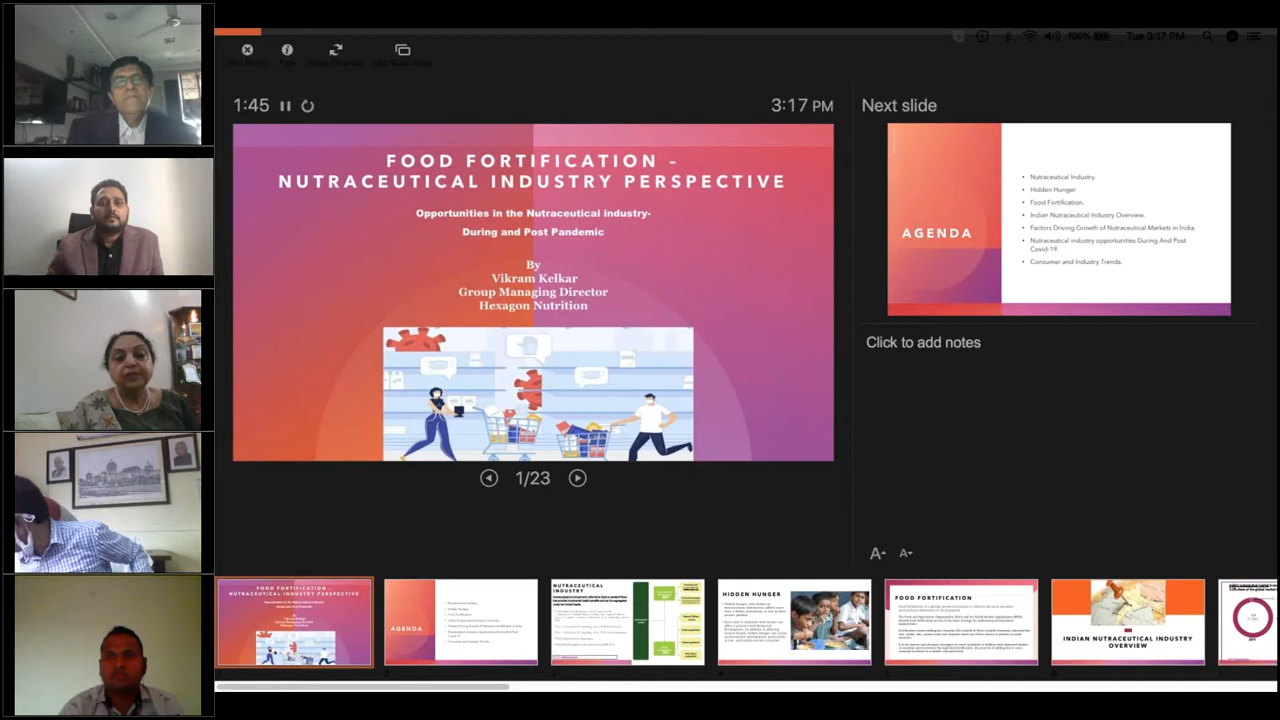 100%
Tue 3:17 PM
Tips
1:45
3:17 PM
FOOD FORTIFICATION -
NUTRACEUTICAL INDUSTRY PERSPECTIVE
Opportunities in the Nutraceutical industry-
During and Post Pandemic
By
Vikram Kelkar
Group Managing Director
Hexagon Nutrition
1/23
Next slide
AGENDA
• Nutraceutical Industry.
• Hidden Hunger
• Food Fortification.
• Indian Nutraceutical Industry Overview.
• Factors Driving Growth of Nutraceutical Markets in India.
• Nutraceutical industry opportunities During And Post
Covid-19.
• Consumer and Industry Trends.
Click to add notes
FOOD FORTIFICATION -
NUTRACEUTICAL INDUSTRY PERSPECTIVE
AGENDA
NUTRACEUTICAL
INDUSTRY
HIDDEN HUNGER
FOOD FORTIFICATION
INDIAN NUTRACEUTICAL INDUSTRY
OVERVIEW